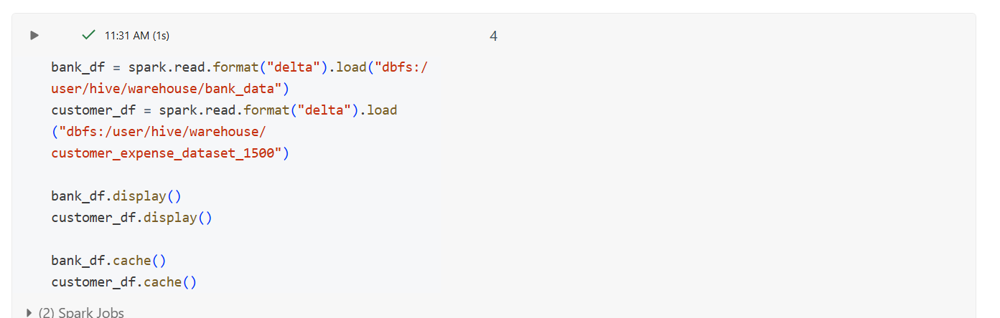 11:31 AM (1s)
4
bank_df = spark.read.format("delta").load("dbfs:/
user/hive/warehouse/bank_data")
customer_df = spark.read.format("delta").load
("dbfs:/user/hive/warehouse/
customer_expense_dataset_1500")
bank_df.display()
customer_df.display()
bank_df.cache()
customer_df.cache()
(2) Spark Jobs